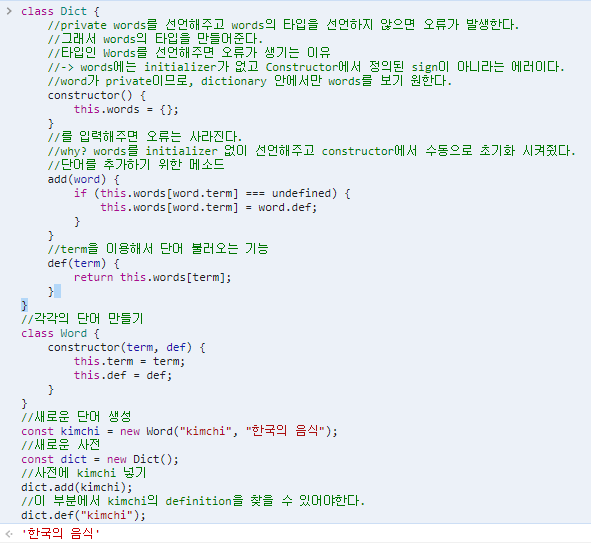 class Dict {
//private words를 선언해주고 words의 타입을 선언하지 않으면 오류가 발생한다.
//그래서 words의 타입을 만들어준다.
//타입인 Words를 선언해주면 오류가 생기는 이유
//-> words에는 initializer가 없고 Constructor에서 정의된 sign이 아니라는 에러이다.
//word가 private이므로, dictionary 안에서만 words를 보기 원한다.
constructor() {
this.words = {};
}
//를 입력해주면 오류는 사라진다.
//why? words를 initializer 없이 선언해주고 constructor에서 수동으로 초기화 시켜줬다.
//단어를 추가하기 위한 메소드
add(word) {
if (this.words[word.term] === undefined) {
this.words[word.term] = word.def;
}
}
//term을 이용해서 단어 불러오는 기능
def(term) {
return this.words[term];
}
}
//각각의 단어 만들기
class Word {
constructor(term, def) {
this.term = term;
this.def = def;
}
}
//새로운 단어 생성
const kimchi = new Word("kimchi", "한국의 음식");
//새로운 사전
const dict = new Dict();
//사전에 kimchi 넣기
dict.add(kimchi);
//이 부분에서 kimchi의 definition을 찾을 수 있어야한다.
dict.def("kimchi");
'한국의 음식'